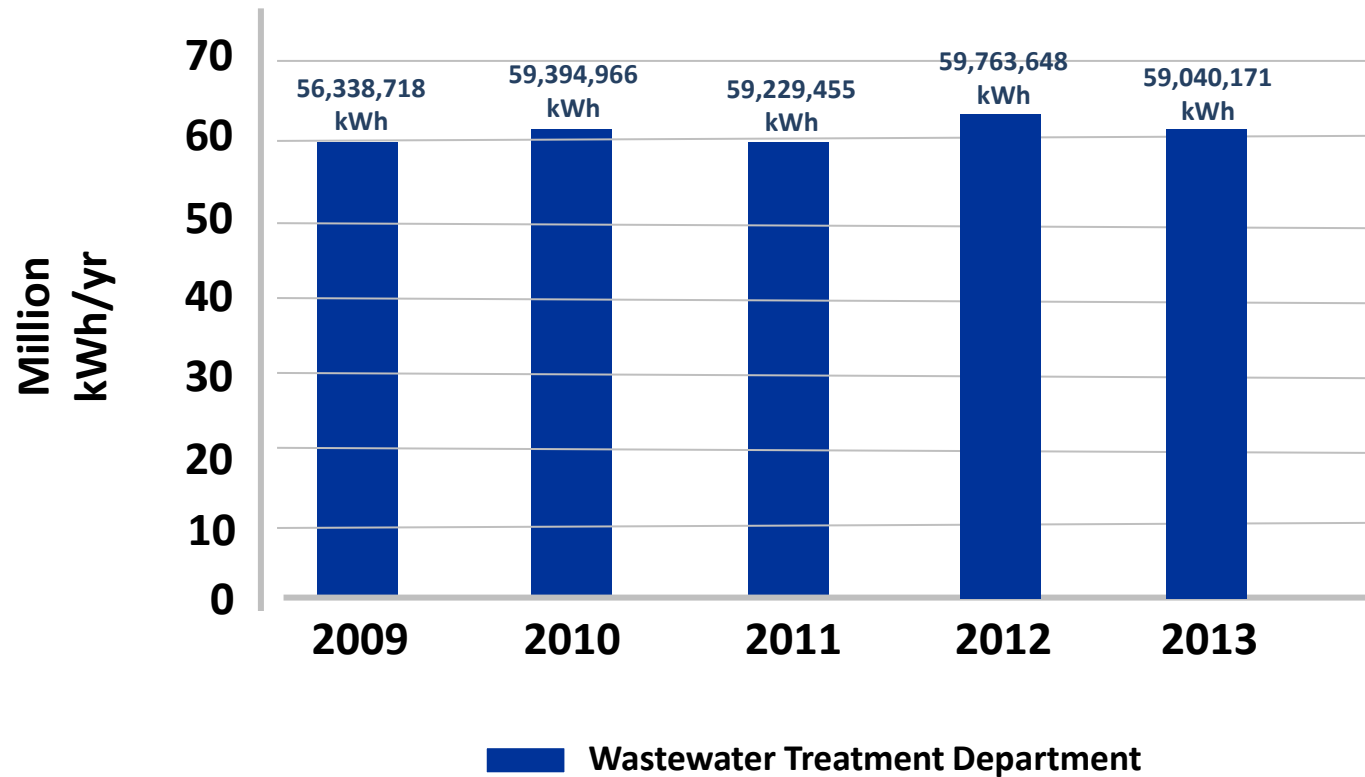 Million
kWh/yr
70
60
50
40
30
20
10
0
56,338,718
kWh
59,394,966
kWh
59,229,455
kWh
59,763,648
kWh
59,040,171
kWh
2009
2010
2011
2012
2013
Wastewater Treatment Department